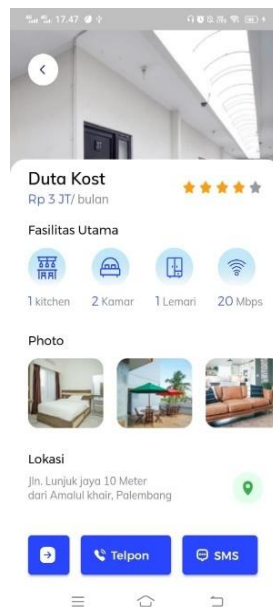 17.47
Duta Kost
Rp 3 JT/ bulan
Fasilitas Utama
1 kitchen 2 Kamar 1 Lemari 20 Mbps
Photo
Lokasi
Jln. Lunjuk jaya 10 Meter
dari Amalul khair, Palembang
Telpon SMS